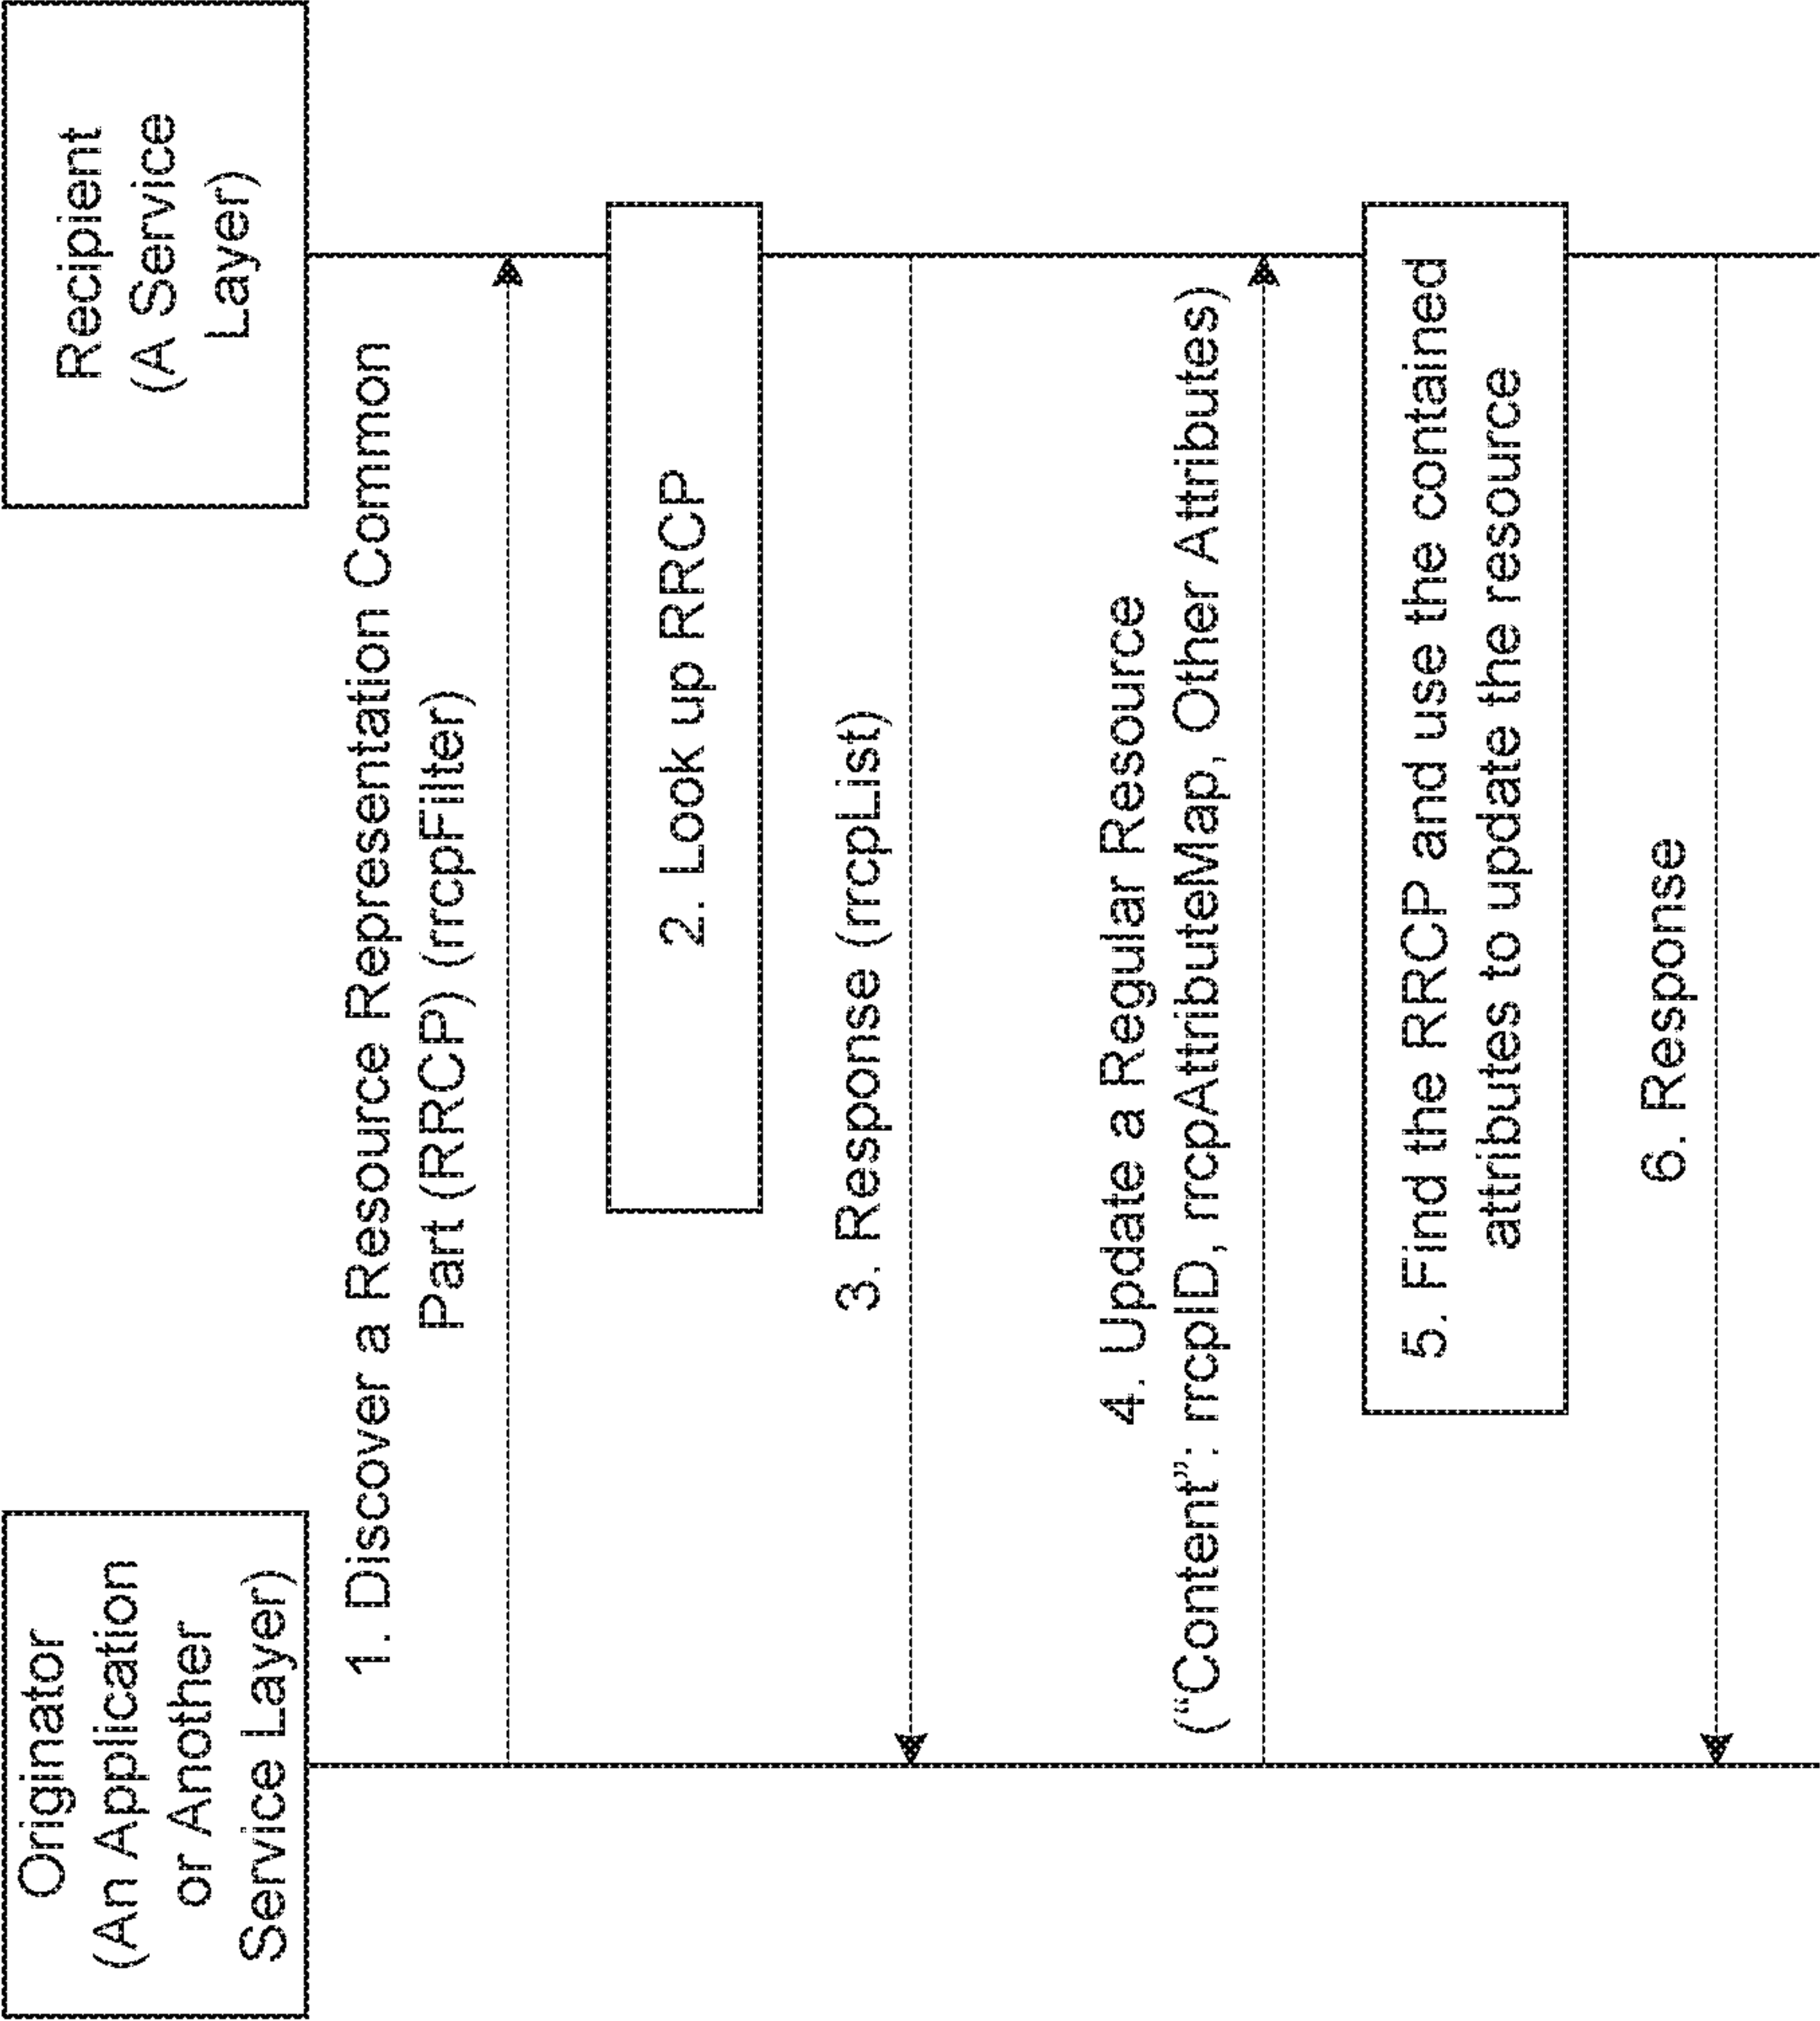 Originator
(An Application
or Another
Service Layer)
Recipient
(A Service
Layer)
1. Discover a Resource Representation Common
Part (RRCP) (rrcpFilter)
2. Look up RRCP
3. Response (rrcpList)
4. Update a Regular Resource
(“Content”: rrcpID, rrcpAttributeMap, Other Attributes)
5. Find the RRCP and use the contained
attributes to update the resource
6. Response